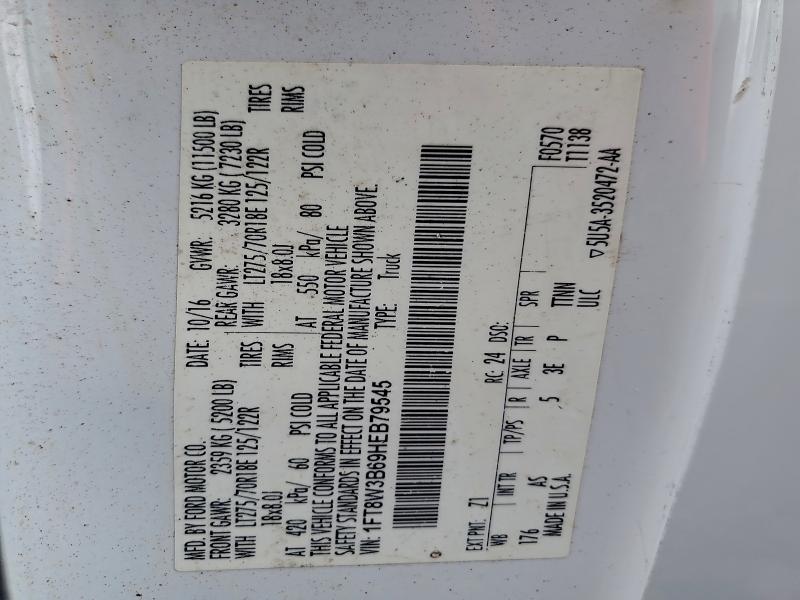 MFD. BY FORD MOTOR CO.
DATE: 10/16 GVWR: 5216 KG (11500 LB)
FRONT GAWR: 2359 KG (5200 LB) REAR GAWR: 3280 KG (7230 LB)
WITH LT275/70R18E 125/122R TIRES WITH LT275/70R18E 125/122R TIRES
18x8.0J RIMS 18x8.0J RIMS
AT 420 kPa/ 60 PSI COLD AT 550 kPa/ 80 PSI COLD
THIS VEHICLE CONFORMS TO ALL APPLICABLE FEDERAL MOTOR VEHICLE
SAFETY STANDARDS IN EFFECT ON THE DATE OF MANUFACTURE SHOWN ABOVE.
VIN: 1FT8W3B69HEB79545 TYPE: Truck
F0570
T1138
EXT PNT: Z1 RC: 24 DSO:
WB INT TR TP/PS R AXLE TR SPR
176 AS 5 3E P TTNN
ULC
MADE IN U.S.A.
▽5U5A-3520472-AA